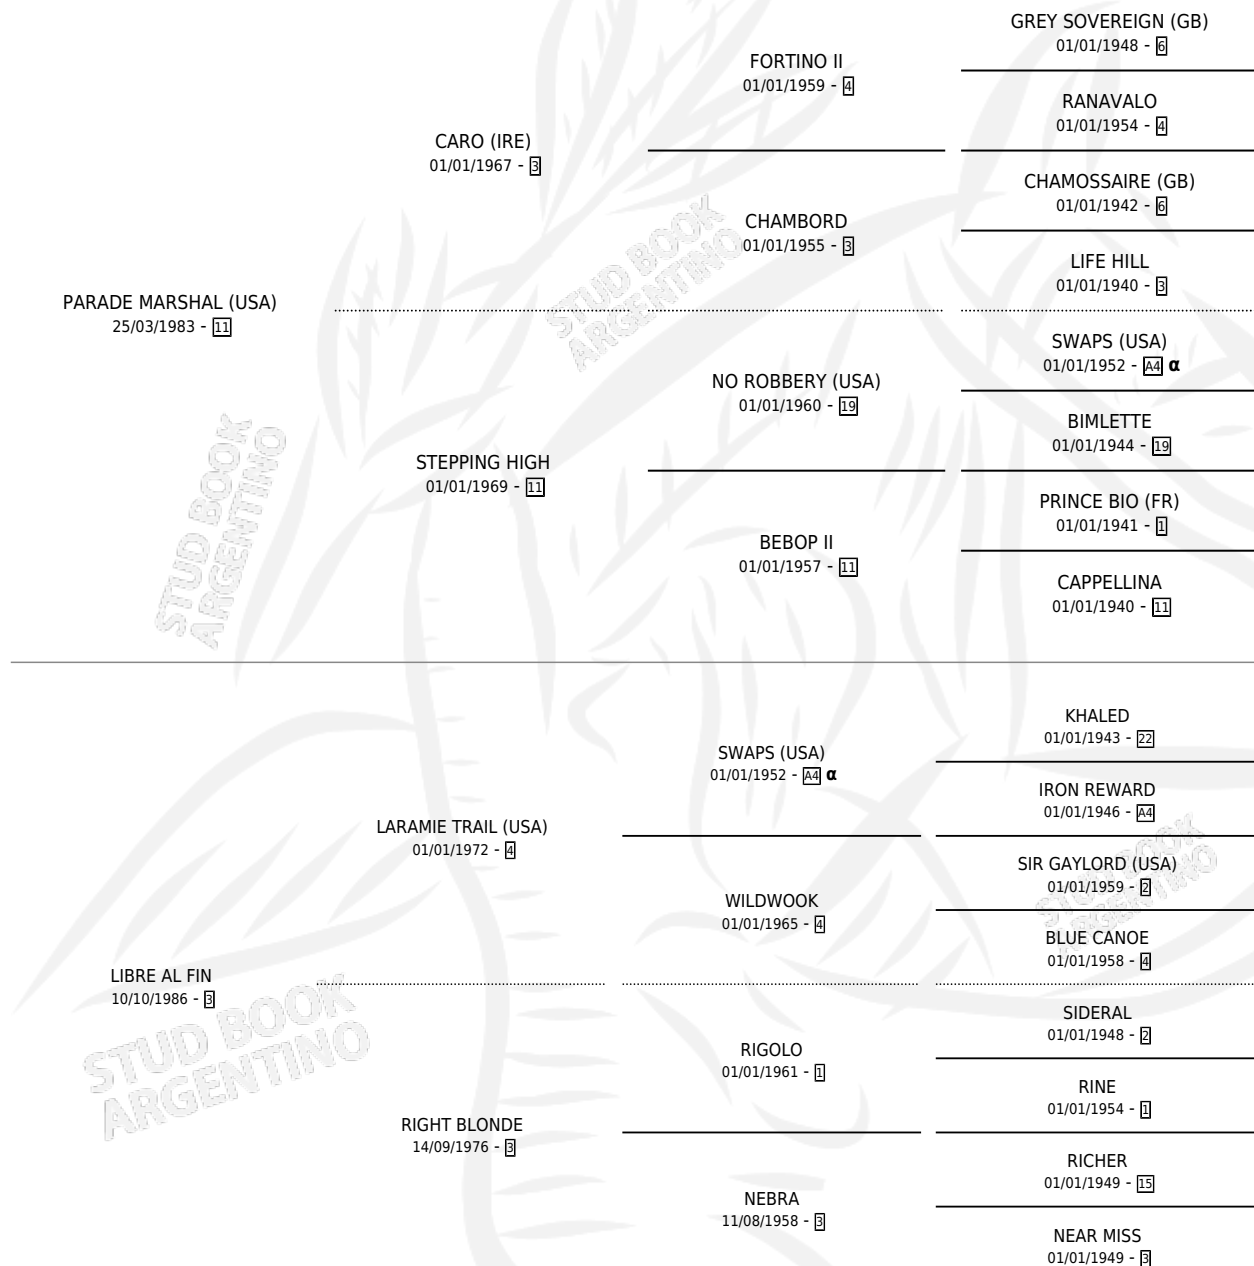 GREY SOVEREIGN (GB)
01/01/1948 - 6
FORTINO II
01/01/1959 - 4
RANAVALO
01/01/1954 - 4
CARO (IRE)
01/01/1967 - 3
CHAMOSSAIRE (GB)
01/01/1942 - 6
CHAMBORD
01/01/1955 - 3
LIFE HILL
01/01/1940 - 3
PARADE MARSHAL (USA)
25/03/1983 - 11
STUD BOOK
ARGENTINO
SWAPS (USA)
01/01/1952 - A4 α
NO ROBBERY (USA)
01/01/1960 - 19
BIMLETTE
01/01/1944 - 19
STEPPING HIGH
01/01/1969 - 11
PRINCE BIO (FR)
01/01/1941 - 1
BEBOP II
01/01/1957 - 11
CAPPELLINA
01/01/1940 - 11
STUD BOOK
ARGENTINO
KHALED
01/01/1943 - 22
SWAPS (USA)
01/01/1952 - A4 α
IRON REWARD
01/01/1946 - A4
LARAMIE TRAIL (USA)
01/01/1972 - 4
SIR GAYLORD (USA)
01/01/1959 - 2
STUD BOOK
ARGENTINO
WILDWOOK
01/01/1965 - 4
BLUE CANOE
01/01/1958 - 4
LIBRE AL FIN
10/10/1986 - 3
STUD BOOK
ARGENTINO
SIDERAL
01/01/1948 - 2
RIGOLO
01/01/1961 - 1
RINE
01/01/1954 - 1
RIGHT BLONDE
14/09/1976 - 3
RICHER
01/01/1949 - 15
NEBRA
11/08/1958 - 3
NEAR MISS
01/01/1949 - 3